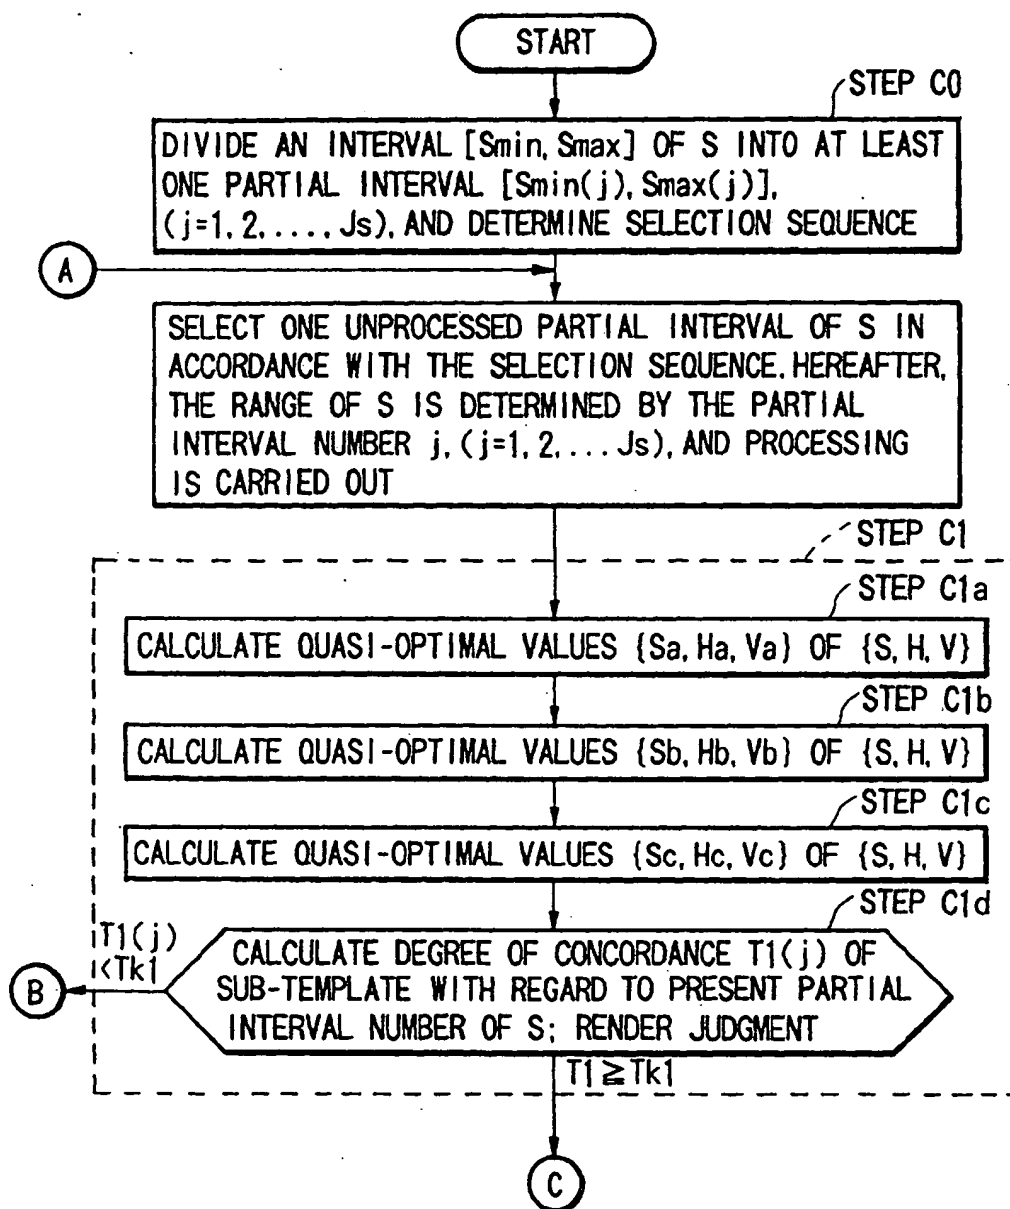 START
STEP C0
DIVIDE AN INTERVAL [Smin, Smax] OF S INTO AT LEAST
ONE PARTIAL INTERVAL [Smin(j), Smax(j)],
(j=1, 2, . . . . , Js), AND DETERMINE SELECTION SEQUENCE
A
SELECT ONE UNPROCESSED PARTIAL INTERVAL OF S IN
ACCORDANCE WITH THE SELECTION SEQUENCE. HEREAFTER,
THE RANGE OF S IS DETERMINED BY THE PARTIAL
INTERVAL NUMBER j, (j=1, 2, . . . Js), AND PROCESSING
IS CARRIED OUT
STEP C1
STEP C1a
CALCULATE QUASI-OPTIMAL VALUES {Sa, Ha, Va} OF {S, H, V}
STEP C1b
CALCULATE QUASI-OPTIMAL VALUES {Sb, Hb, Vb} OF {S, H, V}
STEP C1c
CALCULATE QUASI-OPTIMAL VALUES {Sc, Hc, Vc} OF {S, H, V}
STEP C1d
T1(j)
<Tk1
B
CALCULATE DEGREE OF CONCORDANCE T1(j) OF
SUB-TEMPLATE WITH REGARD TO PRESENT PARTIAL
INTERVAL NUMBER OF S; RENDER JUDGMENT
T1≧Tk1
C